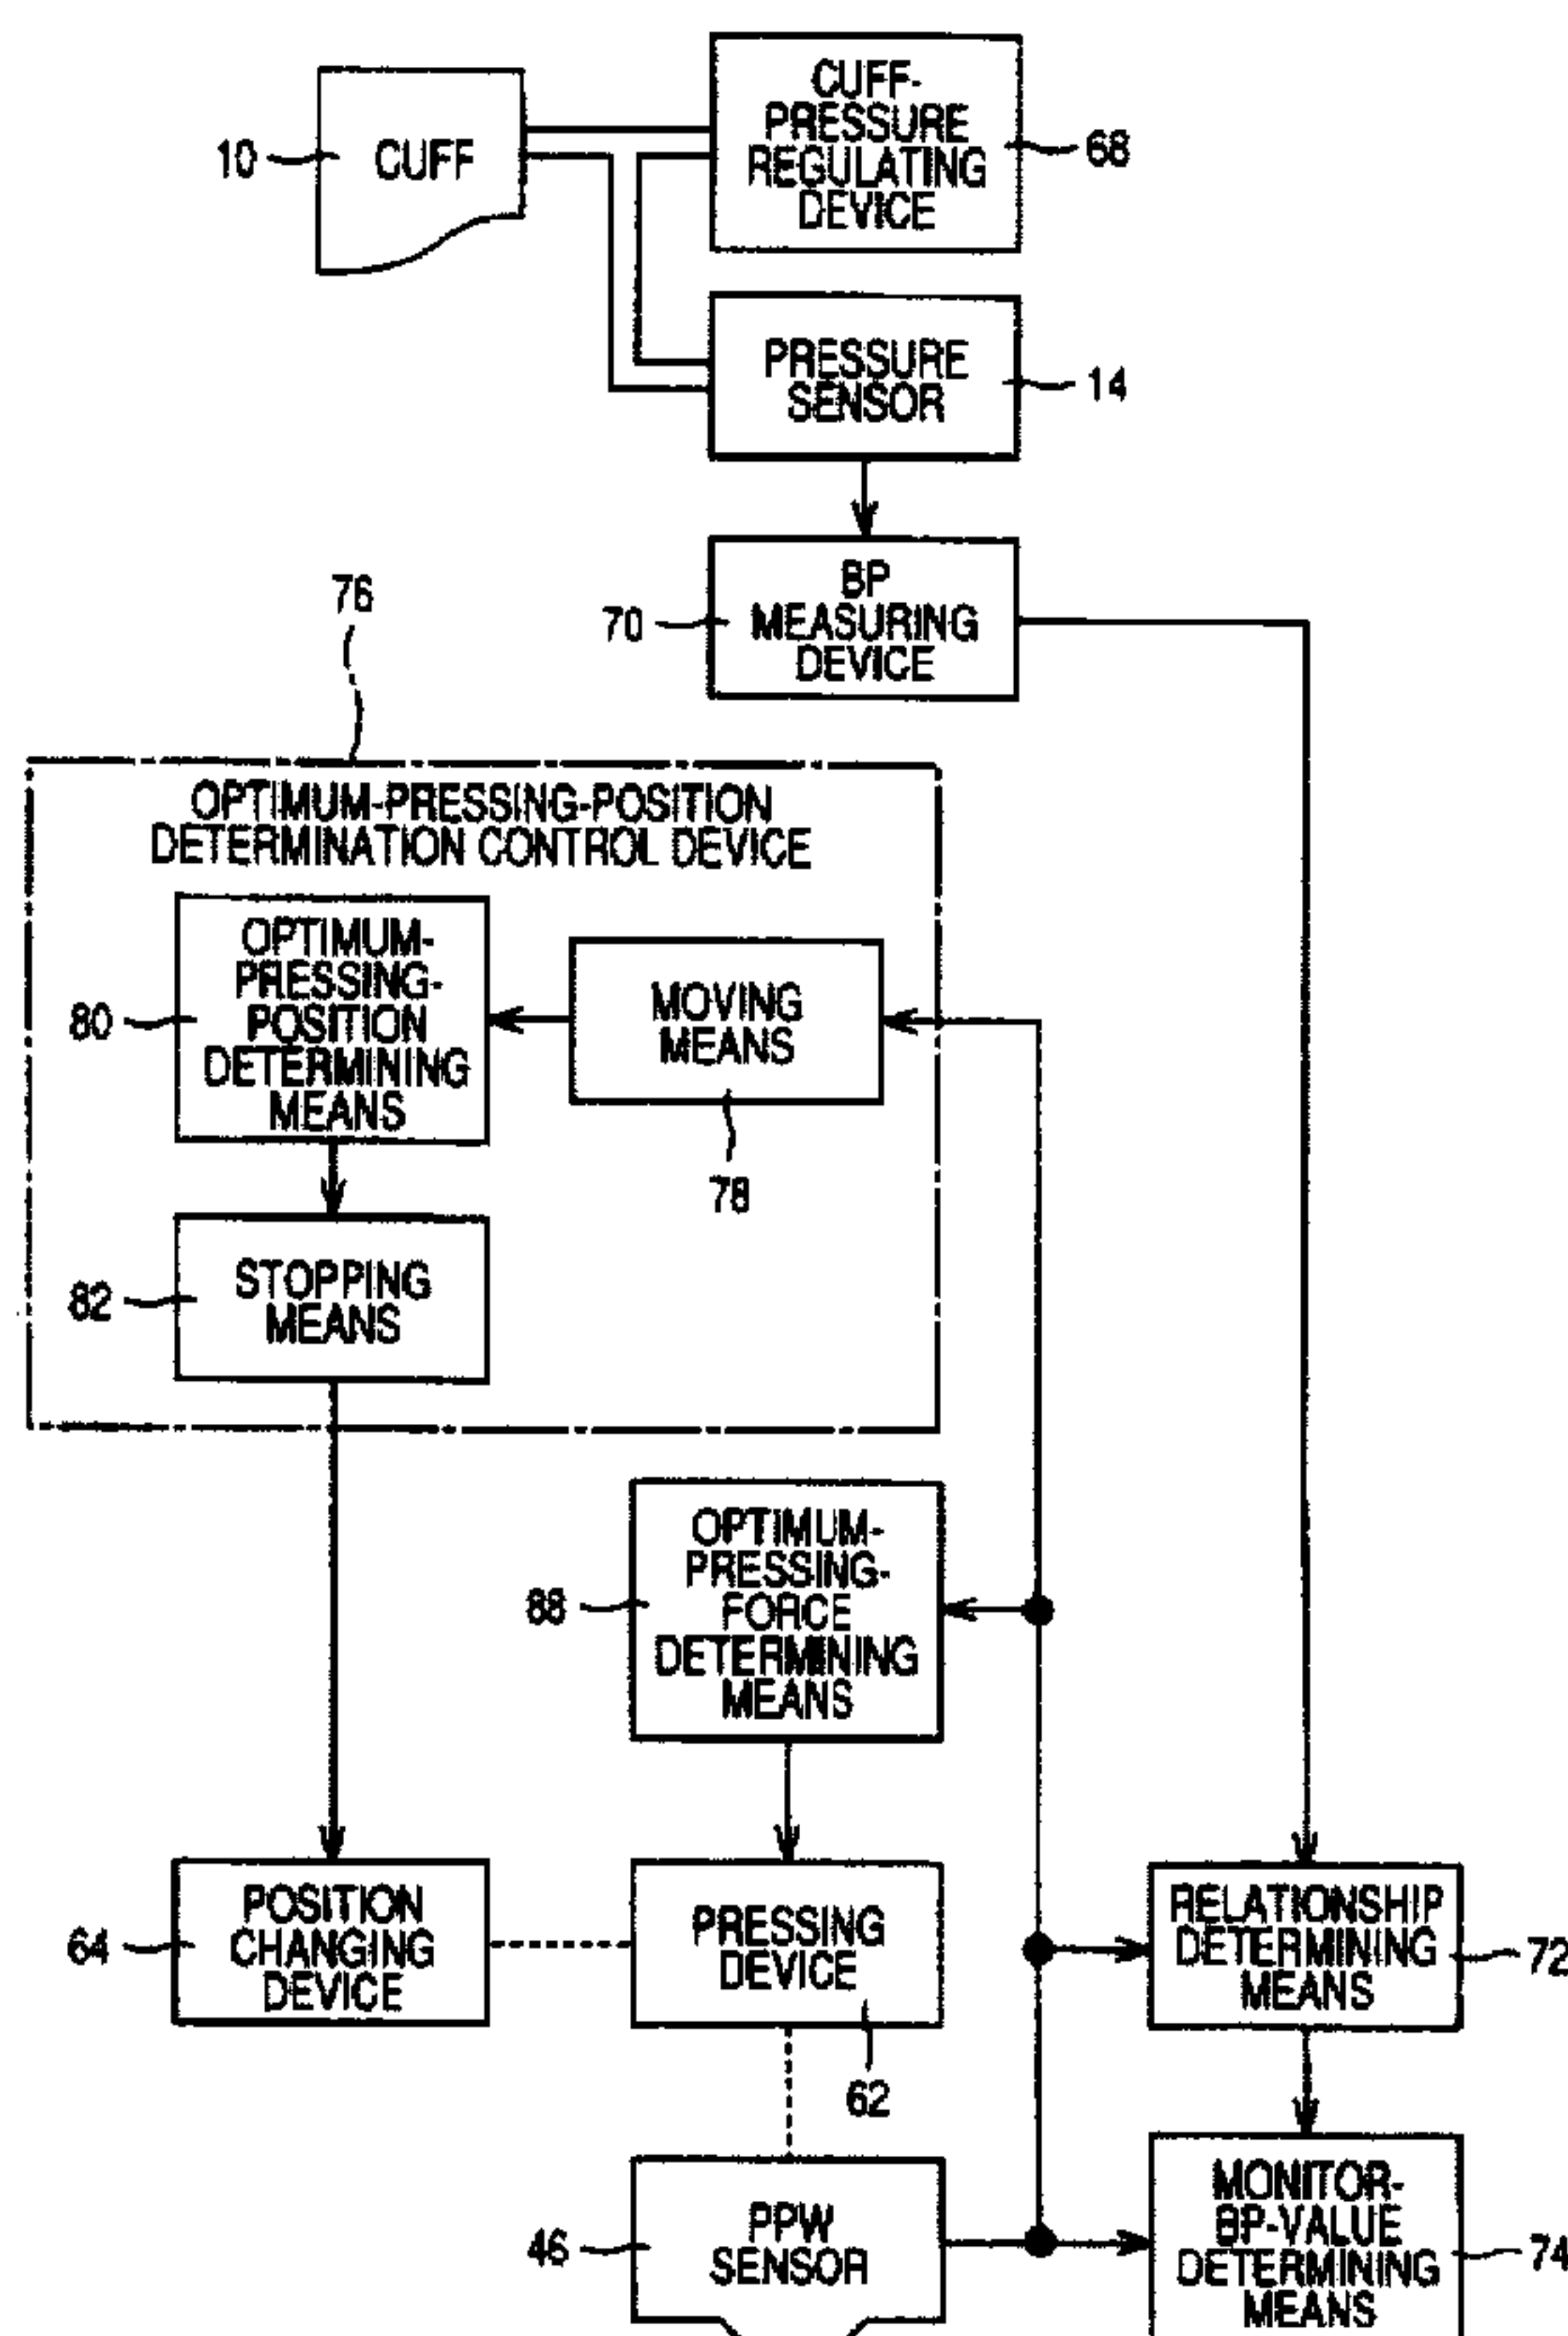 10
CUFF
CUFF-
PRESSURE
REGULATING
DEVICE
68
PRESSURE
SENSOR
14
BP
MEASURING
DEVICE
70
76
OPTIMUM-PRESSING-POSITION
DETERMINATION CONTROL DEVICE
OPTIMUM-
PRESSING-
POSITION
DETERMINING
MEANS
80
MOVING
MEANS
78
STOPPING
MEANS
82
OPTIMUM-
PRESSING-
FORCE
DETERMINING
MEANS
88
POSITION
CHANGING
DEVICE
64
PRESSING
DEVICE
62
RELATIONSHIP
DETERMINING
MEANS
72
PPW
SENSOR
46
MONITOR-
BP-VALUE
DETERMINING
MEANS
74